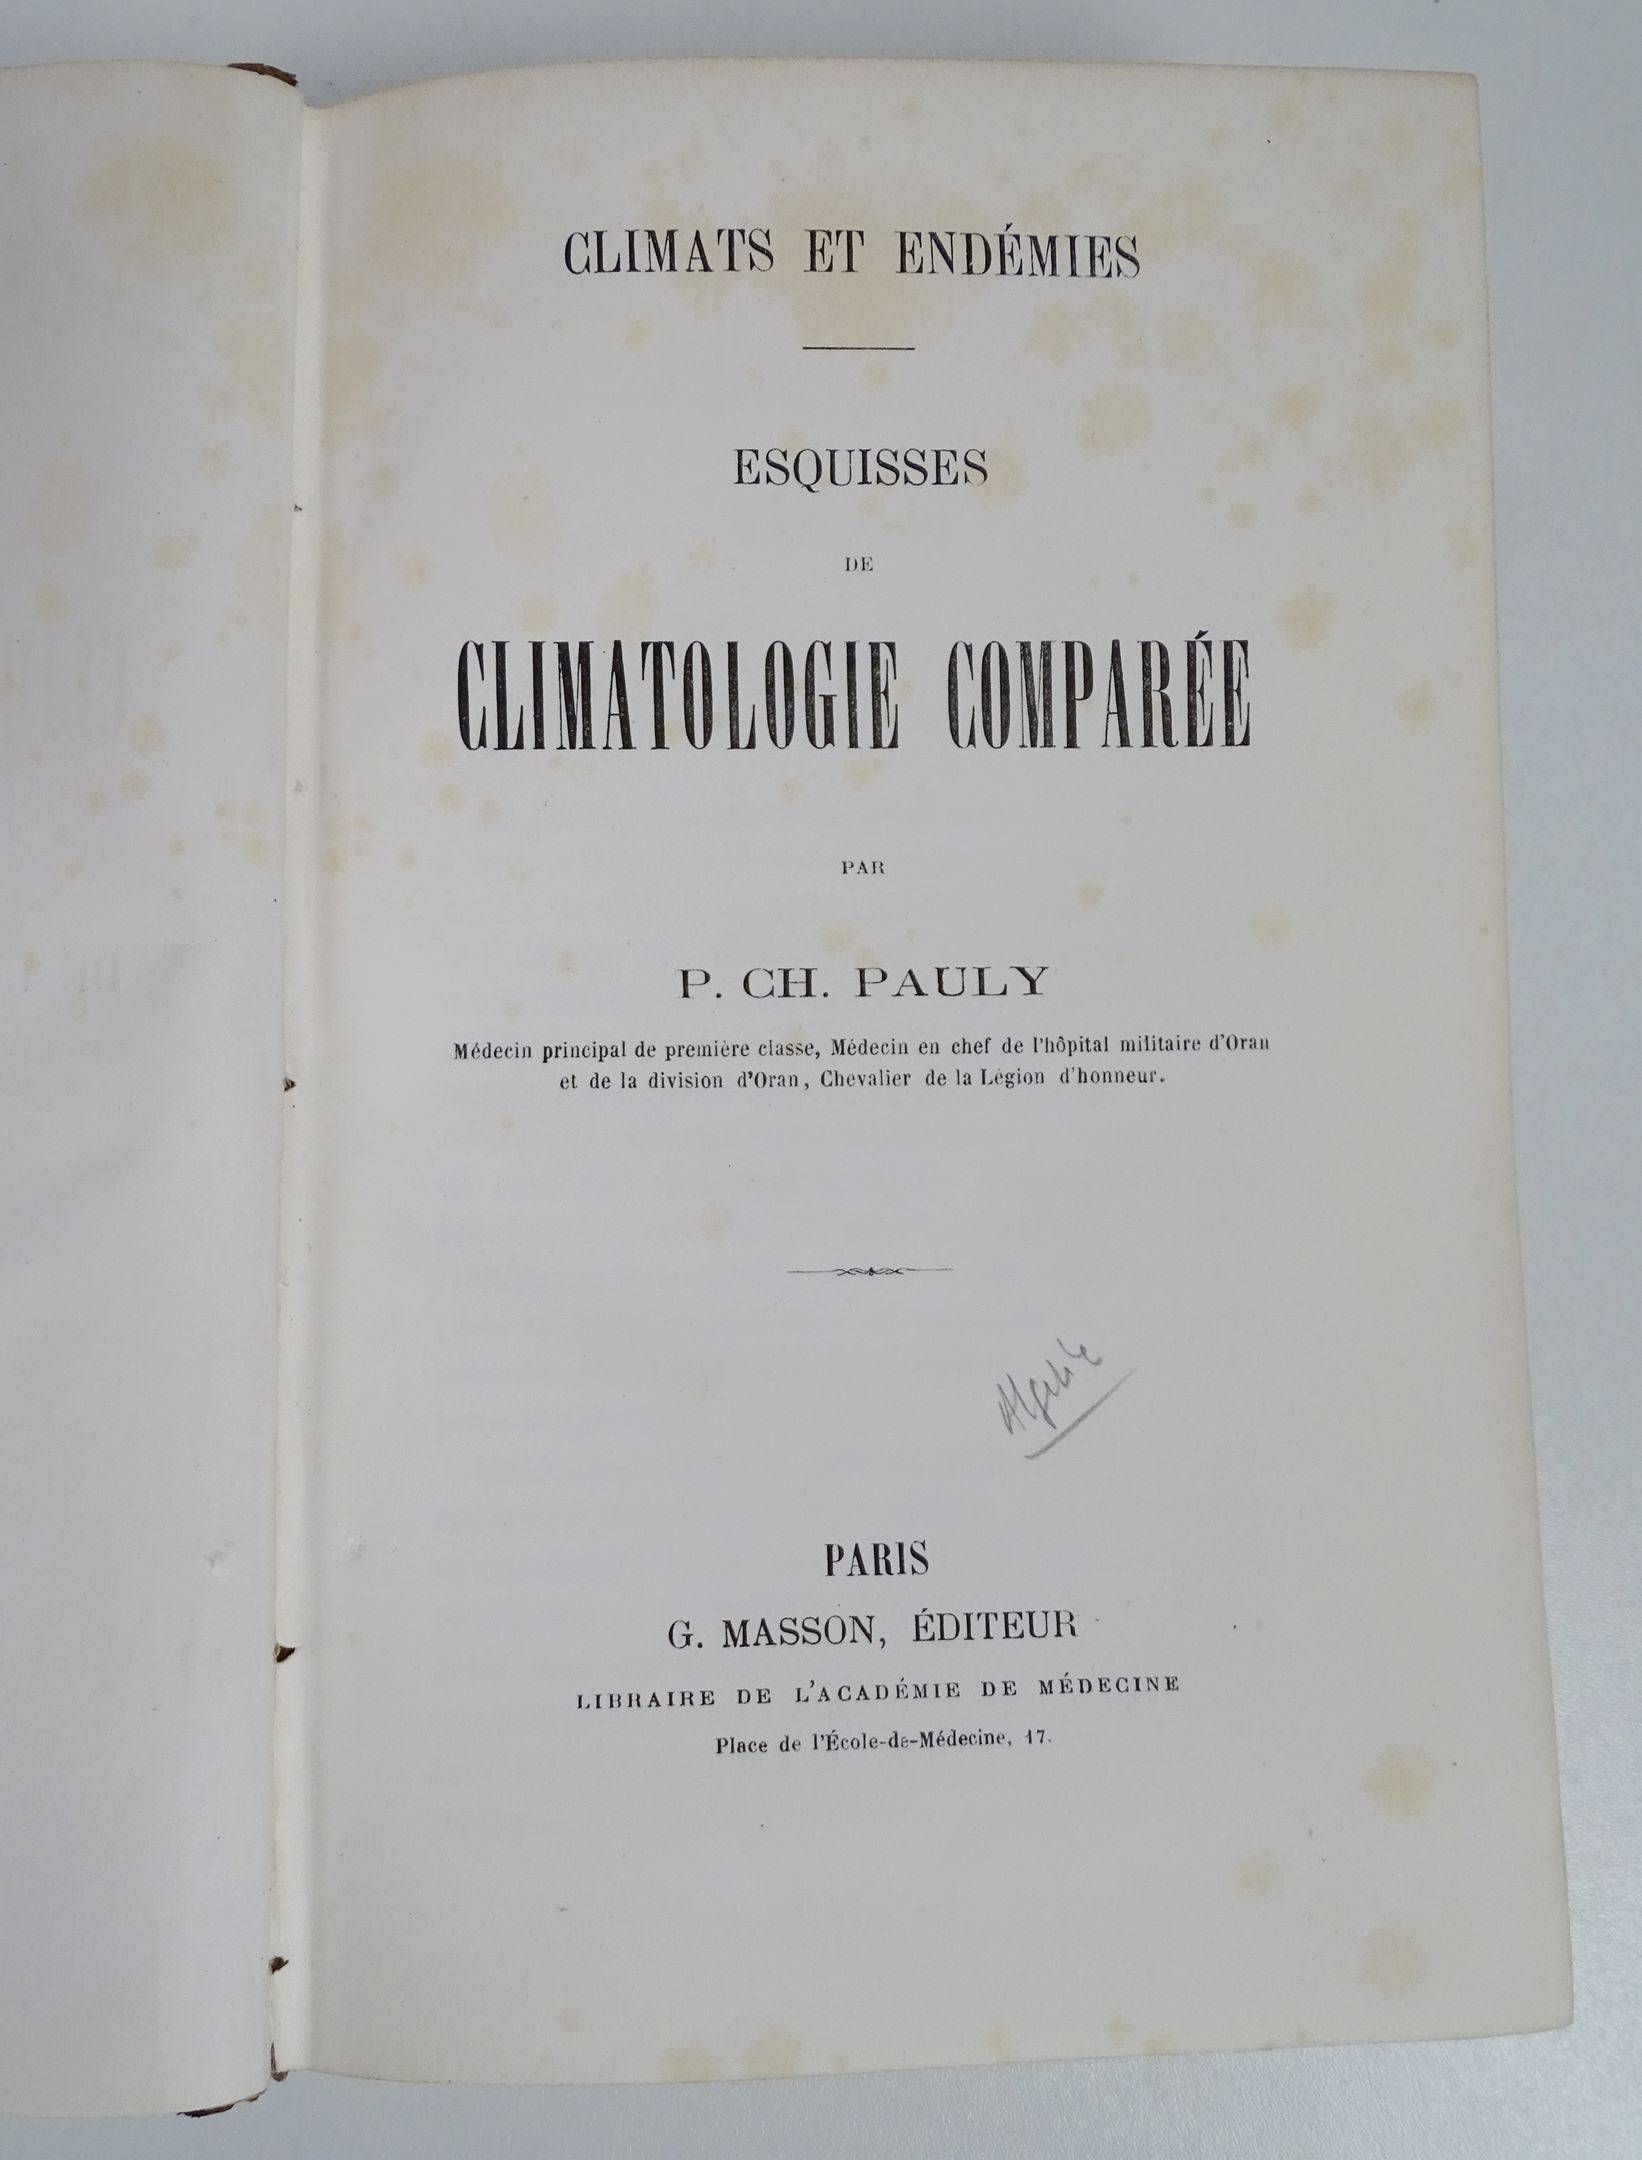 CLIMATS ET ENDÉMIES
ESQUISSES
DE
CLIMATOLOGIE COMPARÉE
PAR
P. CH. PAULY
Médecin principal de première classe, Médecin en chef de l'hôpital militaire d'Oran
et de la division d'Oran, Chevalier de la Légion d'honneur.
Algérie
PARIS
G. MASSON, ÉDITEUR
LIBRAIRE DE L'ACADÉMIE DE MÉDECINE
Place de l'École-de-Médecine, 17.